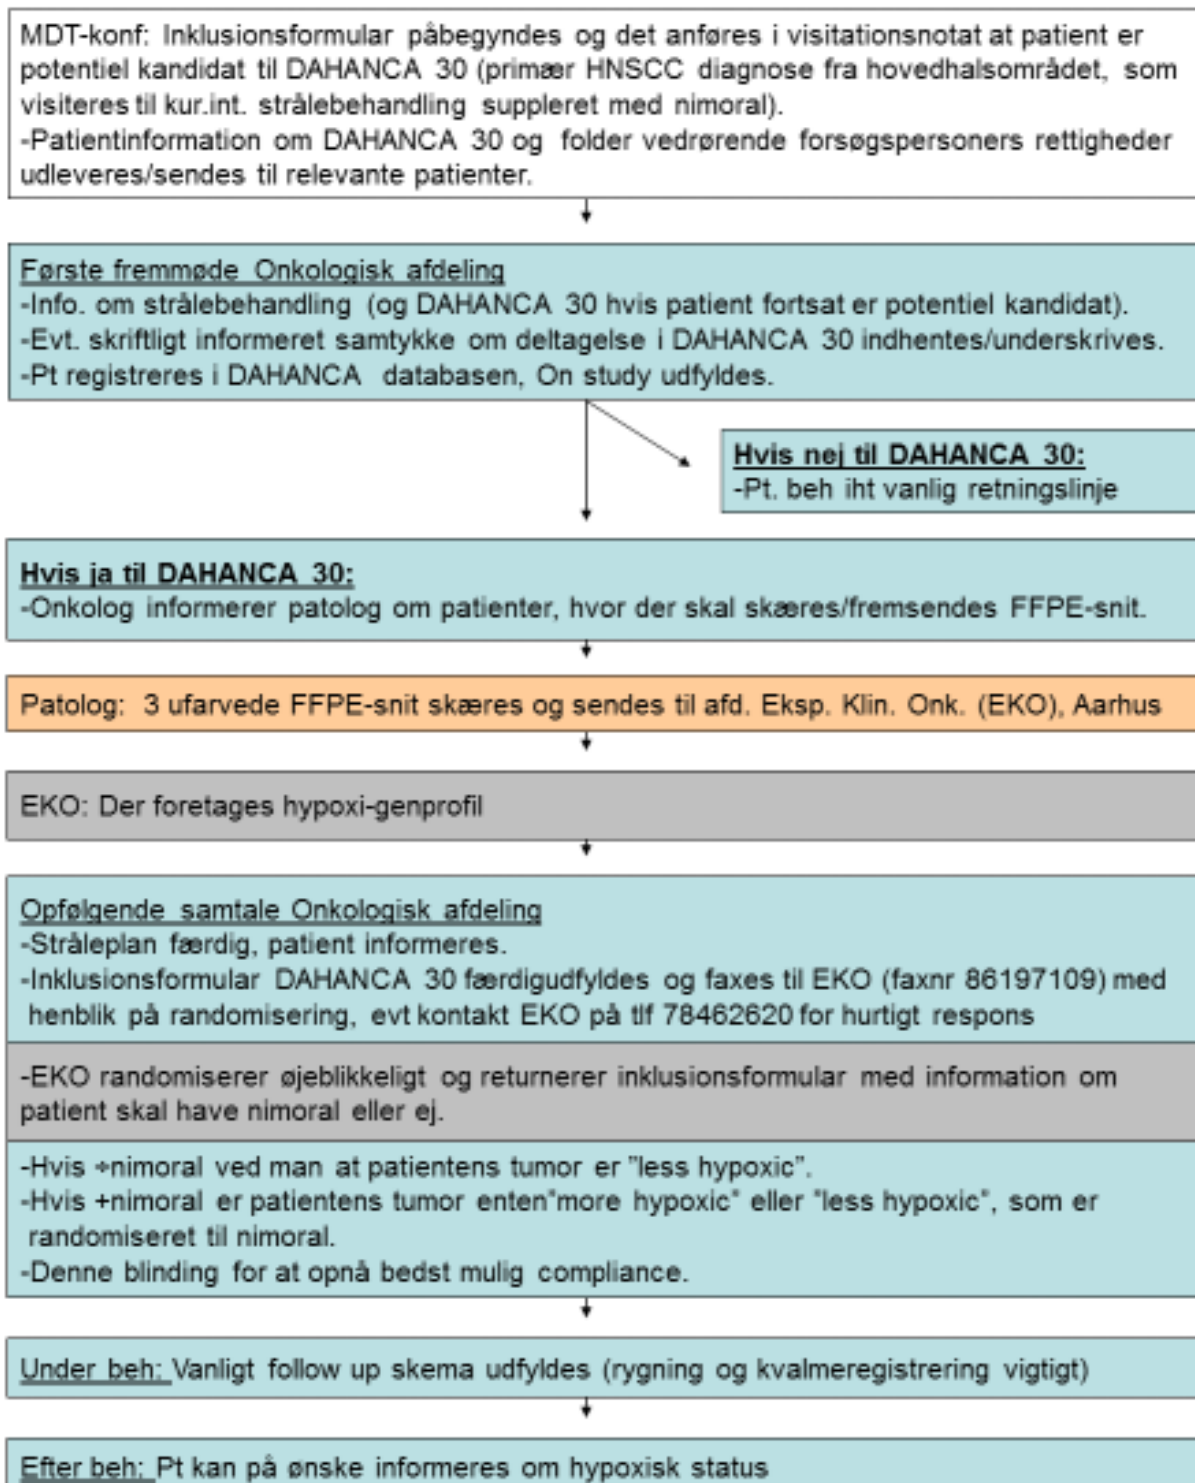 MDT-konf: Inklusionsformular påbegyndes og det anføres i visitationsnotat at patient er
potentiel kandidat til DAHANCA 30 (primær HNSCC diagnose fra hovedhalsområdet, som
visiteres til kur.int. strålebehandling suppleret med nimoral).
-Patientinformation om DAHANCA 30 og folder vedrørende forsøgspersoners rettigheder
udleveres/sendes til relevante patienter.
Første fremmøde Onkologisk afdeling
-Info. om strålebehandling (og DAHANCA 30 hvis patient fortsat er potentiel kandidat).
-Evt. skriftligt informeret samtykke om deltagelse i DAHANCA 30 indhentes/underskrives.
-Pt registreres i DAHANCA databasen, On study udfyldes.
Hvis nej til DAHANCA 30:
-Pt. beh iht vanlig retningslinje
Hvis ja til DAHANCA 30:
-Onkolog informerer patolog om patienter, hvor der skal skæres/fremsendes FFPE-snit.
Patolog: 3 ufarvede FFPE-snit skæres og sendes til afd. Eksp. Klin. Onk. (EKO), Aarhus
EKO: Der foretages hypoxi-genprofil
Opfølgende samtale Onkologisk afdeling
-Stråleplan færdig, patient informeres.
-Inklusionsformular DAHANCA 30 færdigudfyldes og faxes til EKO (faxnr 86197109) med
henblik på randomisering, evt kontakt EKO på tlf 78462620 for hurtigt respons
-EKO randomiserer øjeblikkeligt og returnerer inklusionsformular med information om
patient skal have nimoral eller ej.
-Hvis ÷nimoral ved man at patientens tumor er "less hypoxic".
-Hvis +nimoral er patientens tumor enten"more hypoxic" eller "less hypoxic", som er
randomiseret til nimoral.
-Denne blinding for at opnå bedst mulig compliance.
Under beh: Vanligt follow up skema udfyldes (rygning og kvalmeregistrering vigtigt)
Efter beh: Pt kan på ønske informeres om hypoxisk status